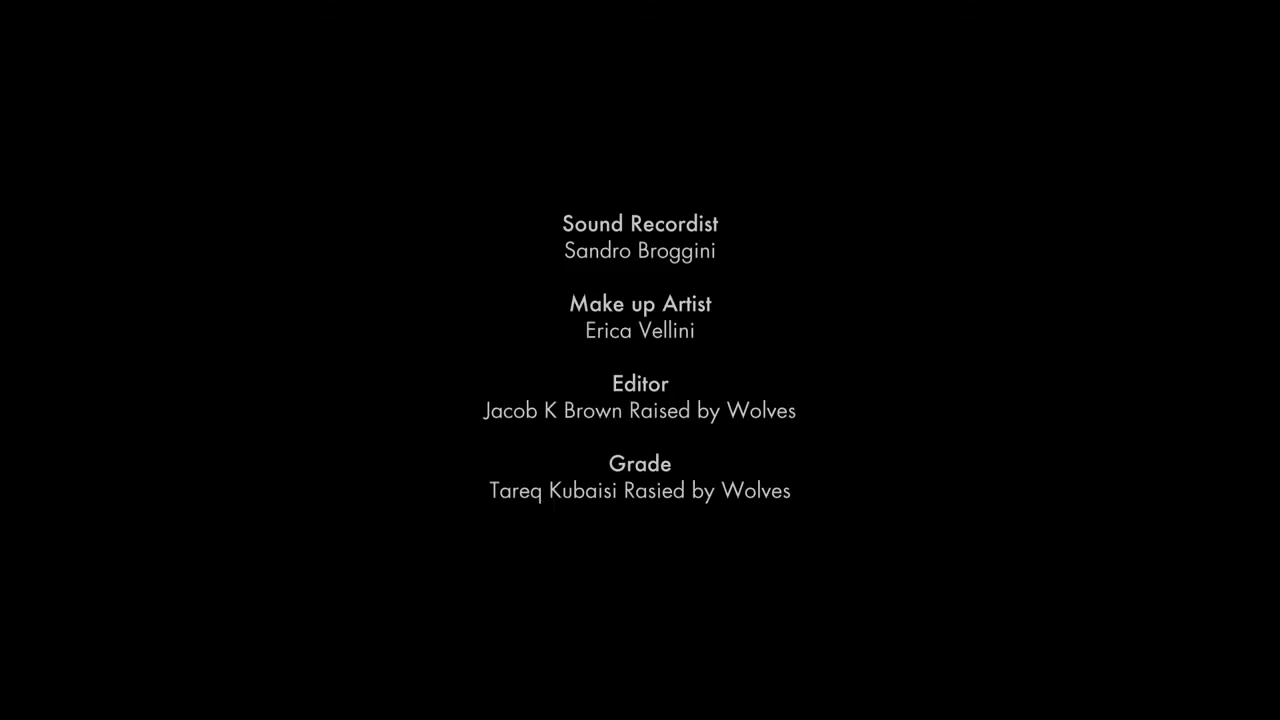 Sound Recordist
Sandro Broggini
Make up Artist
Erica Vellini
Editor
Jacob K Brown Raised by Wolves
Grade
Tareq Kubaisi Rasied by Wolves